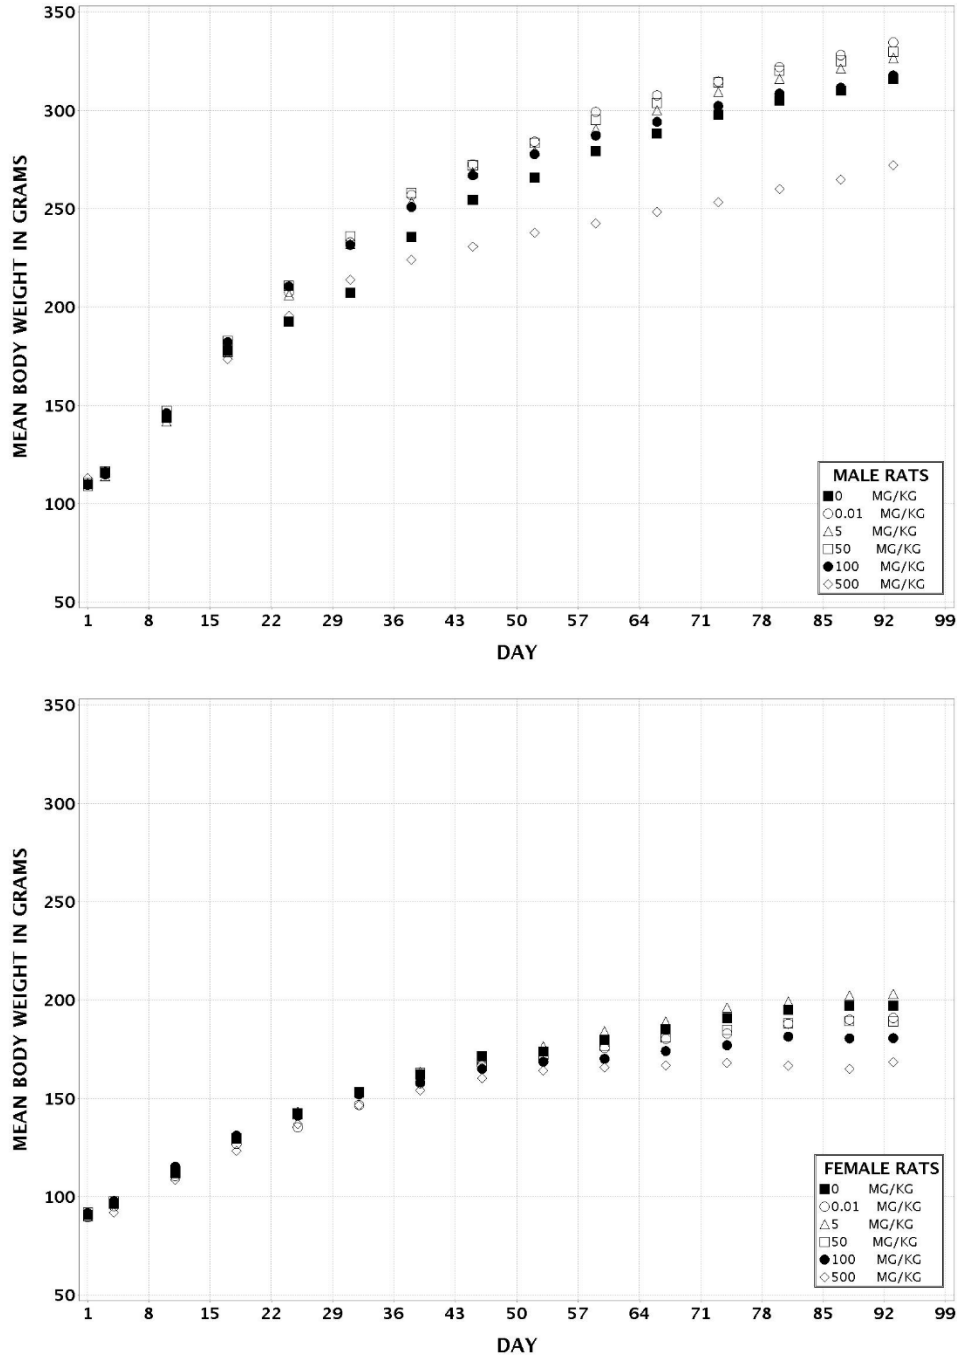 350
300
250
200
150
100
50
MEAN BODY WEIGHT IN GRAMS
MALE RATS
0 MG/KG
0.01 MG/KG
5 MG/KG
50 MG/KG
100 MG/KG
500 MG/KG
1 8 15 22 29 36 43 50 57 64 71 78 85 92 99
DAY
350
300
250
200
150
100
50
MEAN BODY WEIGHT IN GRAMS
FEMALE RATS
0 MG/KG
0.01 MG/KG
5 MG/KG
50 MG/KG
100 MG/KG
500 MG/KG
1 8 15 22 29 36 43 50 57 64 71 78 85 92 99
DAY